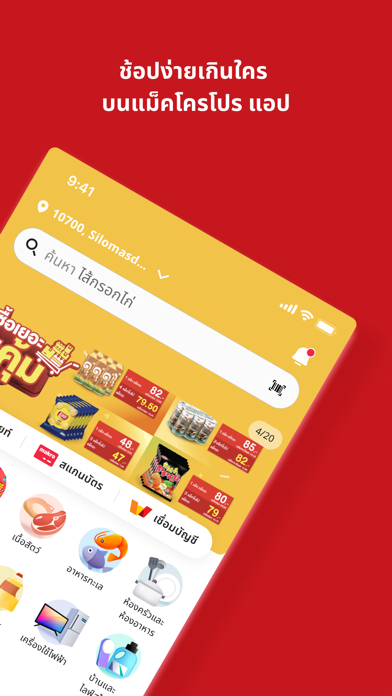 ช้อปง่ายเกินใคร
บนแม็คโครโปร แอป
9:41
10700, Silomasd...
ค้นหา ไส้กรอกไก่
ซื้อเยอะ
คุ้ม
82
79.50
85
82
48
47
80
79
4/20
makro
สแกนบัตร
เชื่อมบัญชี
เนื้อสัตว์
อาหารทะเล
ห้องครัวและ
ห้องอาหาร
เครื่องใช้ไฟฟ้า
บ้านและ